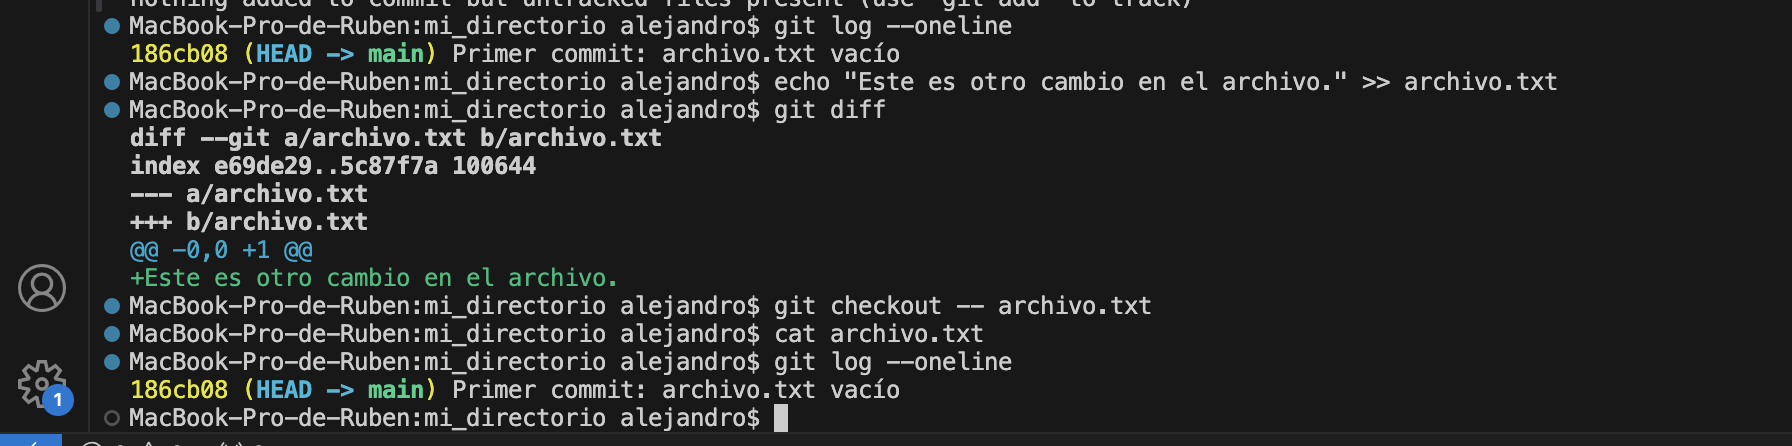 nothing added to commit but untracked files present (use "git add" to track)
MacBook-Pro-de-Ruben:mi_directorio alejandro$ git log --oneline
186cb08 (HEAD -> main) Primer commit: archivo.txt vacío
MacBook-Pro-de-Ruben:mi_directorio alejandro$ echo "Este es otro cambio en el archivo." >> archivo.txt
MacBook-Pro-de-Ruben:mi_directorio alejandro$ git diff
diff --git a/archivo.txt b/archivo.txt
index e69de29..5c87f7a 100644
--- a/archivo.txt
+++ b/archivo.txt
@@ -0,0 +1 @@
+Este es otro cambio en el archivo.
MacBook-Pro-de-Ruben:mi_directorio alejandro$ git checkout -- archivo.txt
MacBook-Pro-de-Ruben:mi_directorio alejandro$ cat archivo.txt
MacBook-Pro-de-Ruben:mi_directorio alejandro$ git log --oneline
186cb08 (HEAD -> main) Primer commit: archivo.txt vacío
1
MacBook-Pro-de-Ruben:mi_directorio alejandro$